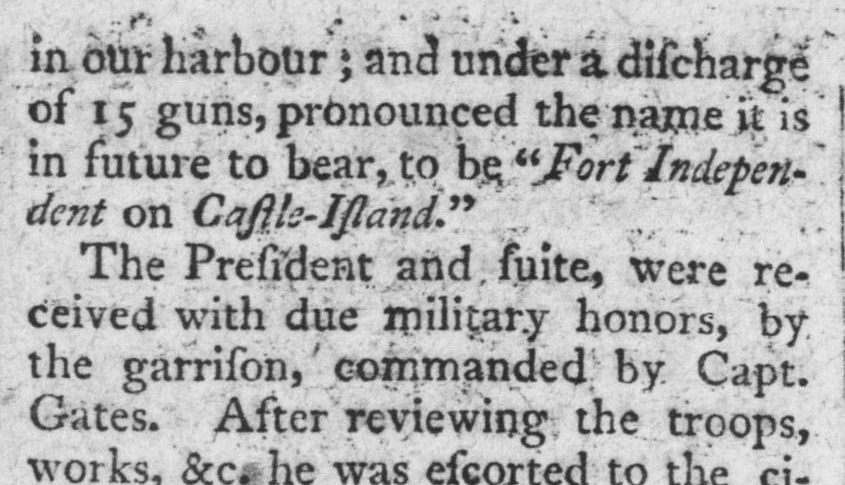 in our harbour ; and under a diſcharge
of 15 guns, pronounced the name it is
in future to bear, to be "Fort Indepen-
dent on Caſtle-Iſland."
The Preſident and ſuite, were re-
ceived with due military honors, by
the garriſon, commanded by Capt.
Gates. After reviewing the troops,
works, &c. he was eſcorted to the ci-